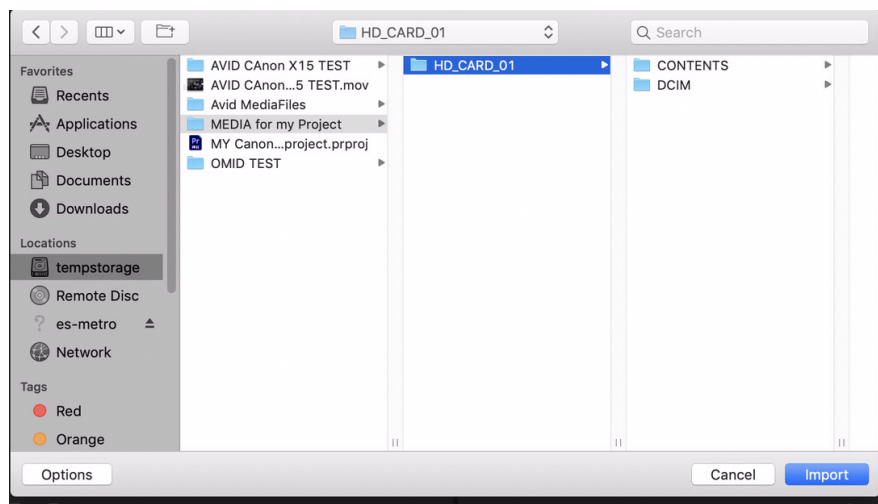 HD_CARD_01
Search
Favorites
Recents
Applications
Desktop
Documents
Downloads
Locations
tempstorage
Remote Disc
es-metro
Network
Tags
Red
Orange
AVID CAnon X15 TEST
AVID CAnon...5 TEST.mov
Avid MediaFiles
MEDIA for my Project
MY Canon...project.prproj
OMID TEST
HD_CARD_01
CONTENTS
DCIM
Options
Cancel
Import